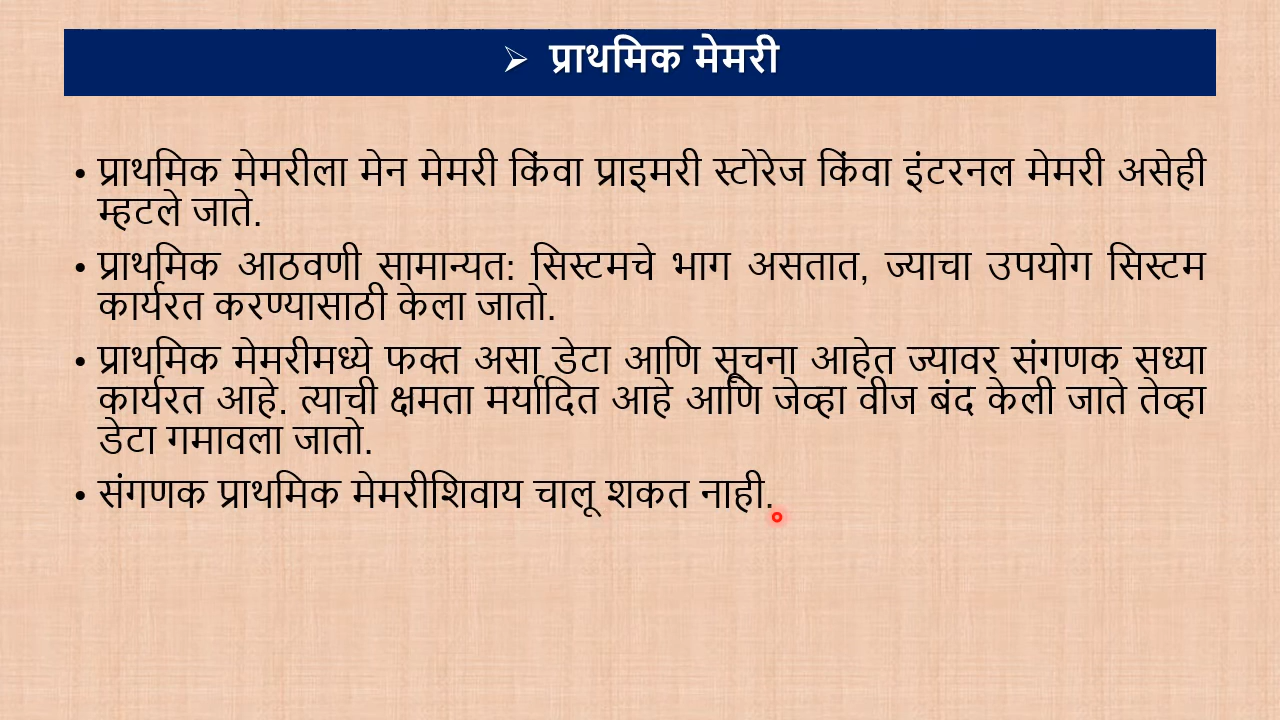 ➢ प्राथमिक मेमरी
• प्राथमिक मेमरीला मेन मेमरी किंवा प्राइमरी स्टोरेज किंवा इंटरनल मेमरी असेही
म्हटले जाते.
• प्राथमिक आठवणी सामान्यत: सिस्टमचे भाग असतात, ज्याचा उपयोग सिस्टम
कार्यरत करण्यासाठी केला जातो.
• प्राथमिक मेमरीमध्ये फक्त असा डेटा आणि सूचना आहेत ज्यावर संगणक सध्या
कार्यरत आहे. त्याची क्षमता मर्यादित आहे आणि जेव्हा वीज बंद केली जाते तेव्हा
डेटा गमावला जातो.
• संगणक प्राथमिक मेमरीशिवाय चालू शकत नाही.